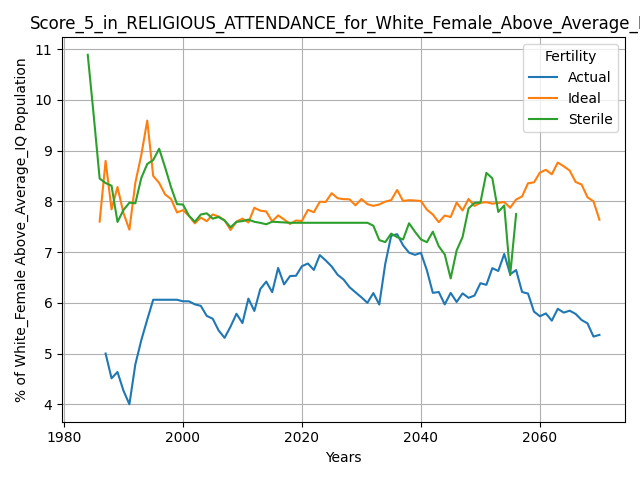 Score_5_in_RELIGIOUS_ATTENDANCE_for_White_Female_Above_Average_
11
10
9
8
7
6
5
4
% of White_Female Above_Average_IQ Population
Fertility
Actual
Ideal
Sterile
1980
2000
2020
2040
2060
Years